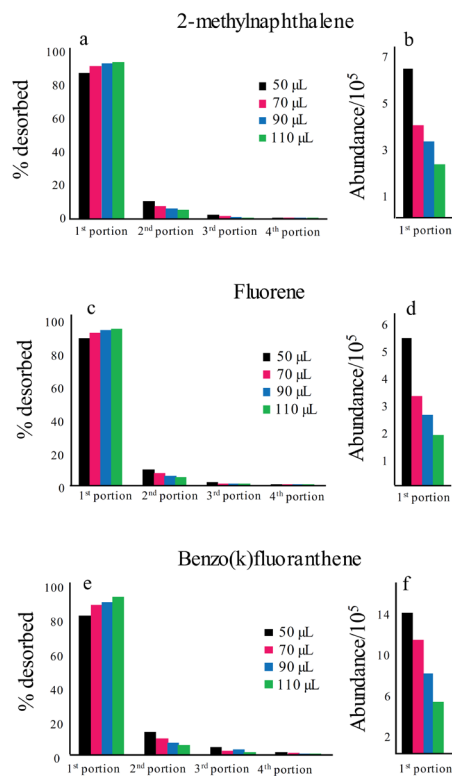 2-methylnaphthalene
a
b
% desorbed
100
80
60
40
20
0
50 µL
70 µL
90 µL
110 µL
1st portion
2nd portion
3rd portion
4th portion
Abundance/10^5
7
5
3
1
1st portion
Fluorene
c
d
% desorbed
100
80
60
40
20
0
50 µL
70 µL
90 µL
110 µL
1st portion
2nd portion
3rd portion
4th portion
Abundance/10^5
6
5
4
3
2
1
1st portion
Benzo(k)fluoranthene
e
f
% desorbed
100
80
60
40
20
0
50 µL
70 µL
90 µL
110 µL
1st portion
2nd portion
3rd portion
4th portion
Abundance/10^5
14
10
6
2
1st portion